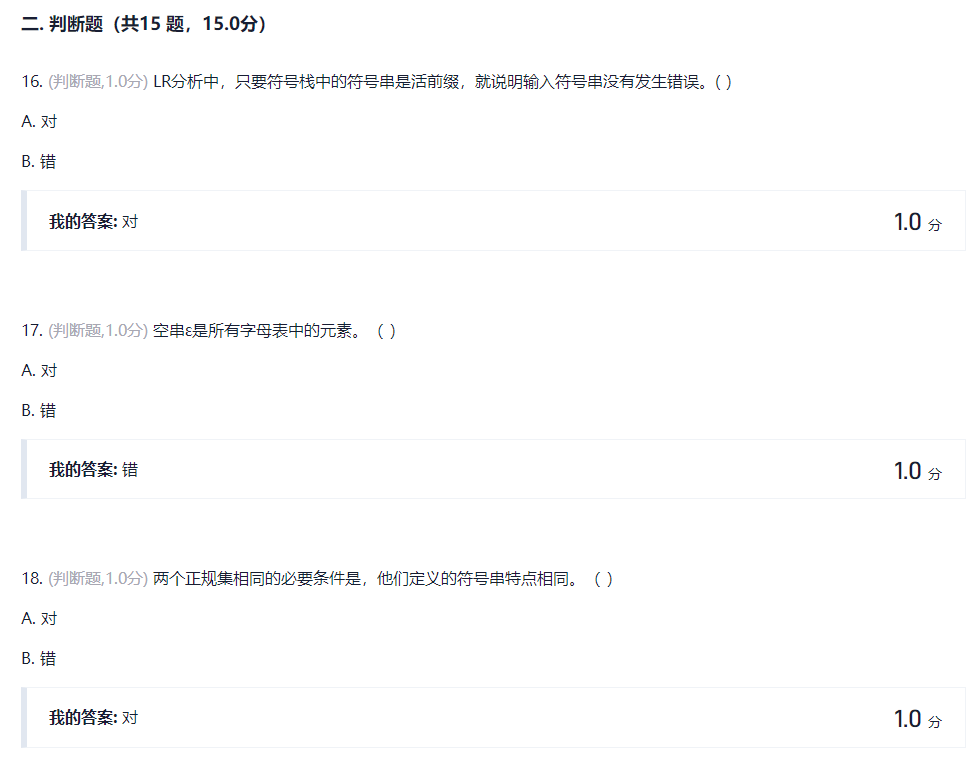 二. 判断题（共15 题，15.0分）
16. (判断题,1.0分) LR分析中，只要符号栈中的符号串是活前缀，就说明输入符号串没有发生错误。( )
A. 对
B. 错
我的答案: 对 1.0 分
17. (判断题,1.0分) 空串ε是所有字母表中的元素。（ ）
A. 对
B. 错
我的答案: 错 1.0 分
18. (判断题,1.0分) 两个正规集相同的必要条件是，他们定义的符号串特点相同。（ ）
A. 对
B. 错
我的答案: 对 1.0 分